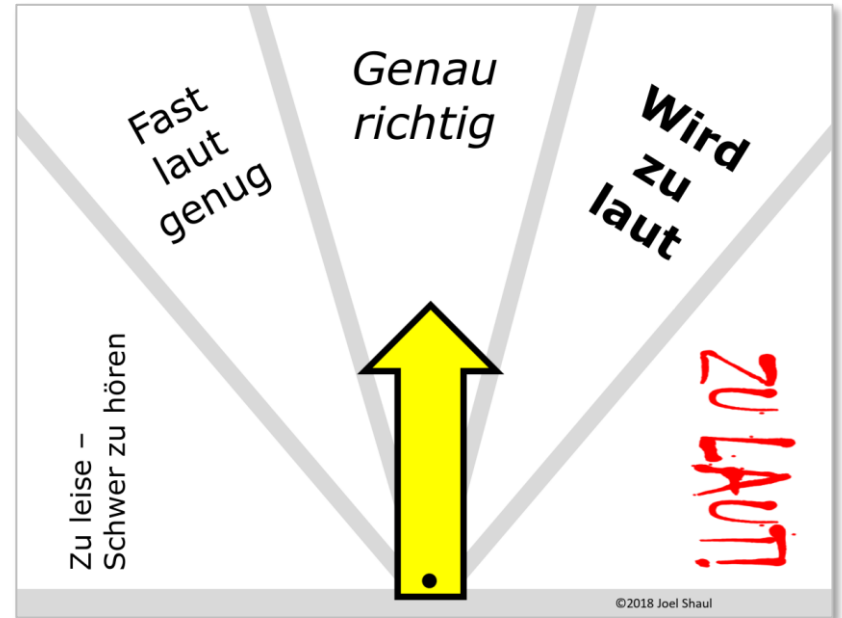 Zu leise –
Schwer zu hören
Fast
laut
genug
Genau
richtig
Wird
zu
laut
ZU LAUT!
©2018 Joel Shaul